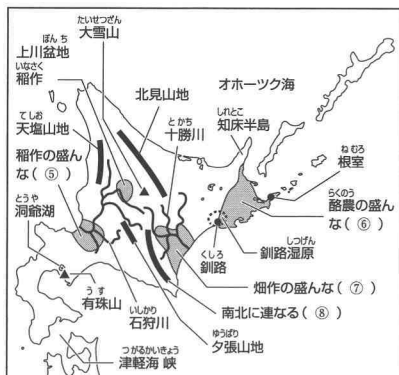 たいせつざん
大雪山
ぼんち
上川盆地
いなさく
稲作
北見山地
オホーツク海
しれとこ
知床半島
てしお
天塩山地
とかち
十勝川
ねむろ
根室
稲作の盛ん
な( ⑤ )
らくのう
酪農の盛ん
な( ⑥ )
とうや
洞爺湖
しつげん
釧路湿原
くしろ
釧路
うす
有珠山
いしかり
石狩川
畑作の盛んな( ⑦ )
南北に連なる( ⑧ )
ゆうばり
夕張山地
つがるかいきょう
津軽海峡